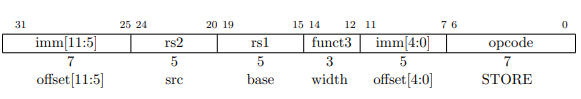 31 25 24 20 19 15 14 12 11 7 6 0
imm[11:5] rs2 rs1 funct3 imm[4:0] opcode
7 5 5 3 5 7
offset[11:5] src base width offset[4:0] STORE